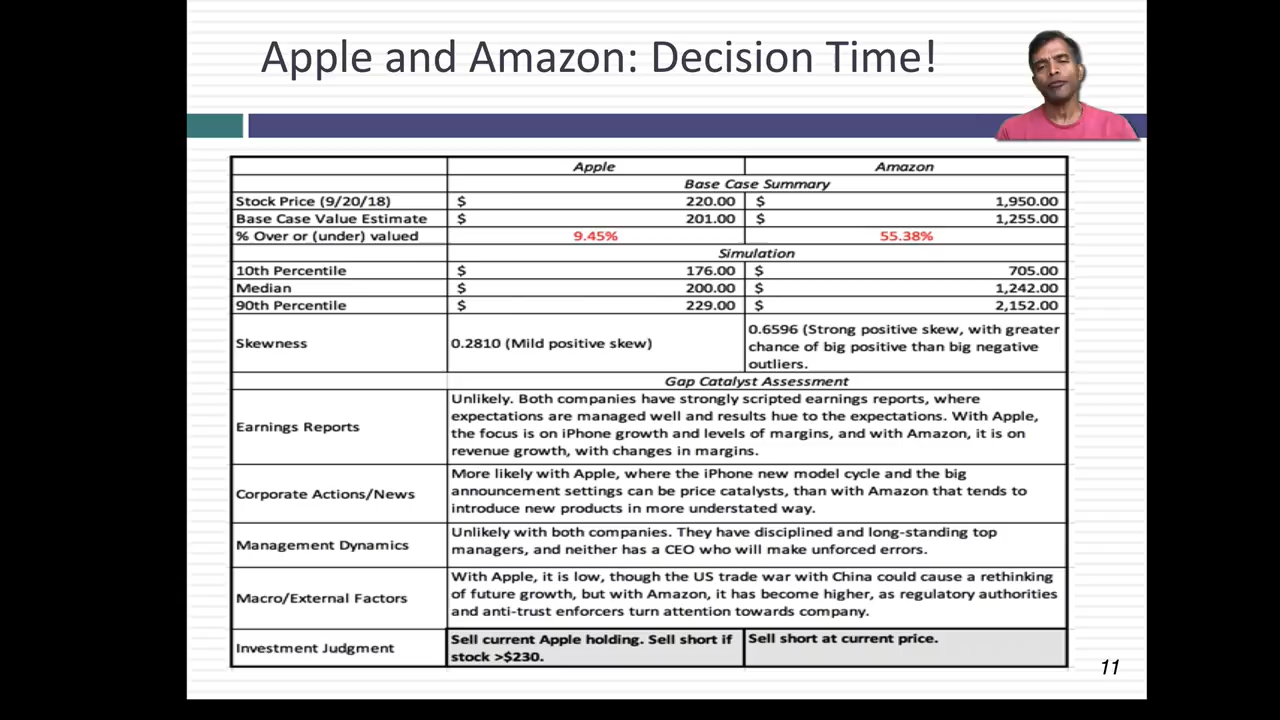 Apple and Amazon: Decision Time!
Apple Amazon
Base Case Summary
Stock Price (9/20/18) $ 220.00 $ 1,950.00
Base Case Value Estimate $ 201.00 $ 1,255.00
% Over or (under) valued 9.45% 55.38%
Simulation
10th Percentile $ 176.00 $ 705.00
Median $ 200.00 $ 1,242.00
90th Percentile $ 229.00 $ 2,152.00
Skewness
0.2810 (Mild positive skew)
0.6596 (Strong positive skew, with greater
chance of big positive than big negative
outliers.
Gap Catalyst Assessment
Earnings Reports
Unlikely. Both companies have strongly scripted earnings reports, where
expectations are managed well and results hue to the expectations. With Apple,
the focus is on iPhone growth and levels of margins, and with Amazon, it is on
revenue growth, with changes in margins.
Corporate Actions/News
More likely with Apple, where the iPhone new model cycle and the big
announcement settings can be price catalysts, than with Amazon that tends to
introduce new products in more understated way.
Management Dynamics
Unlikely with both companies. They have disciplined and long-standing top
managers, and neither has a CEO who will make unforced errors.
Macro/External Factors
With Apple, it is low, though the US trade war with China could cause a rethinking
of future growth, but with Amazon, it has become higher, as regulatory authorities
and anti-trust enforcers turn attention towards company.
Investment Judgment
Sell current Apple holding. Sell short if
stock >$230.
Sell short at current price.
11